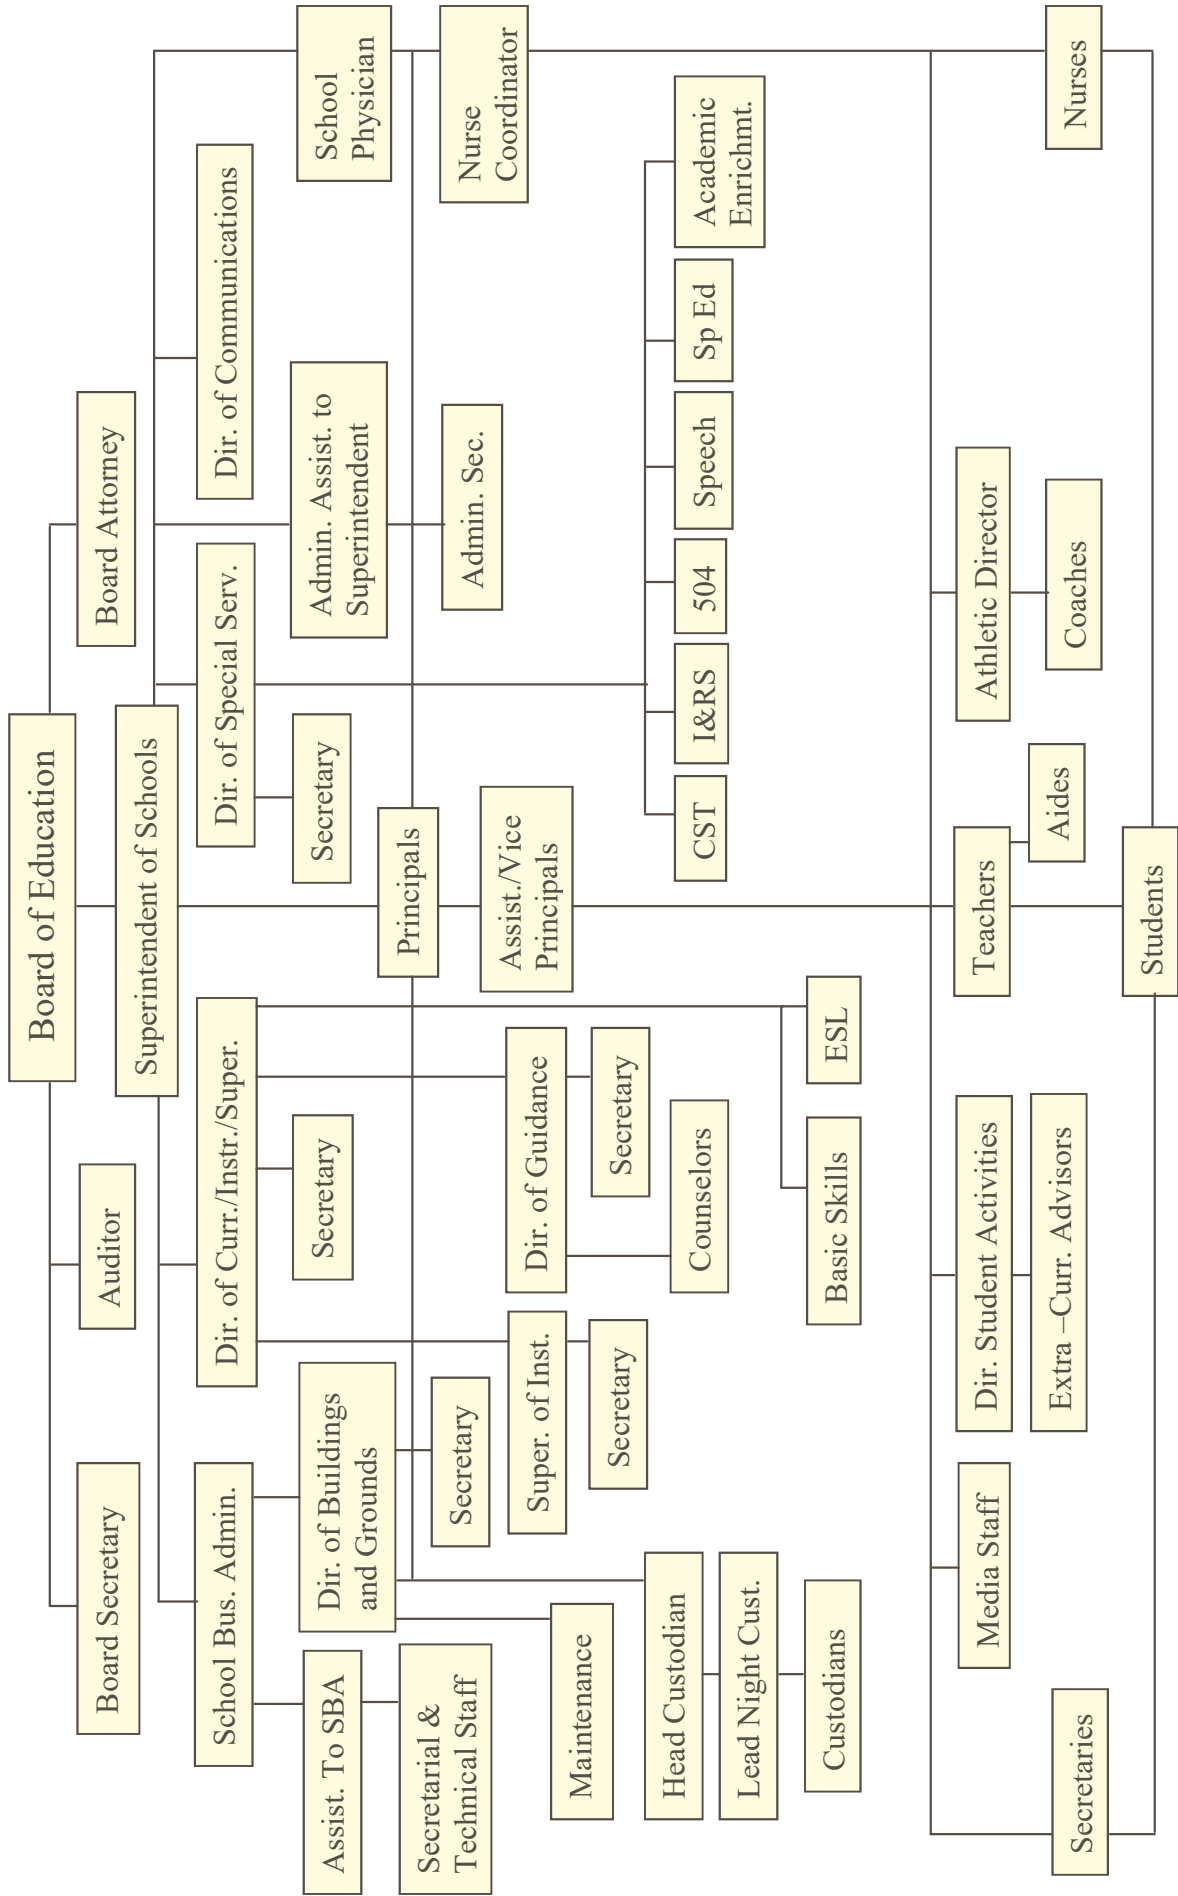 Board of Education
Board Secretary
Auditor
Board Attorney
Superintendent of Schools
School Bus. Admin.
Dir. of Curr./Instr./Super.
Dir. of Special Serv.
Dir. of Communications
Assist. To SBA
Dir. of Buildings
and Grounds
Secretary
Secretary
Admin. Assist. to
Superintendent
School
Physician
Secretarial &
Technical Staff
Secretary
Principals
Admin. Sec.
Nurse
Coordinator
Maintenance
Super. of Inst.
Dir. of Guidance
Assist./Vice
Principals
Secretary
Secretary
Head Custodian
Counselors
CST
I&RS
504
Speech
Sp Ed
Academic
Enrichmt.
Lead Night Cust.
Custodians
Basic Skills
ESL
Media Staff
Dir. Student Activities
Teachers
Athletic Director
Secretaries
Extra –Curr. Advisors
Aides
Coaches
Nurses
Students